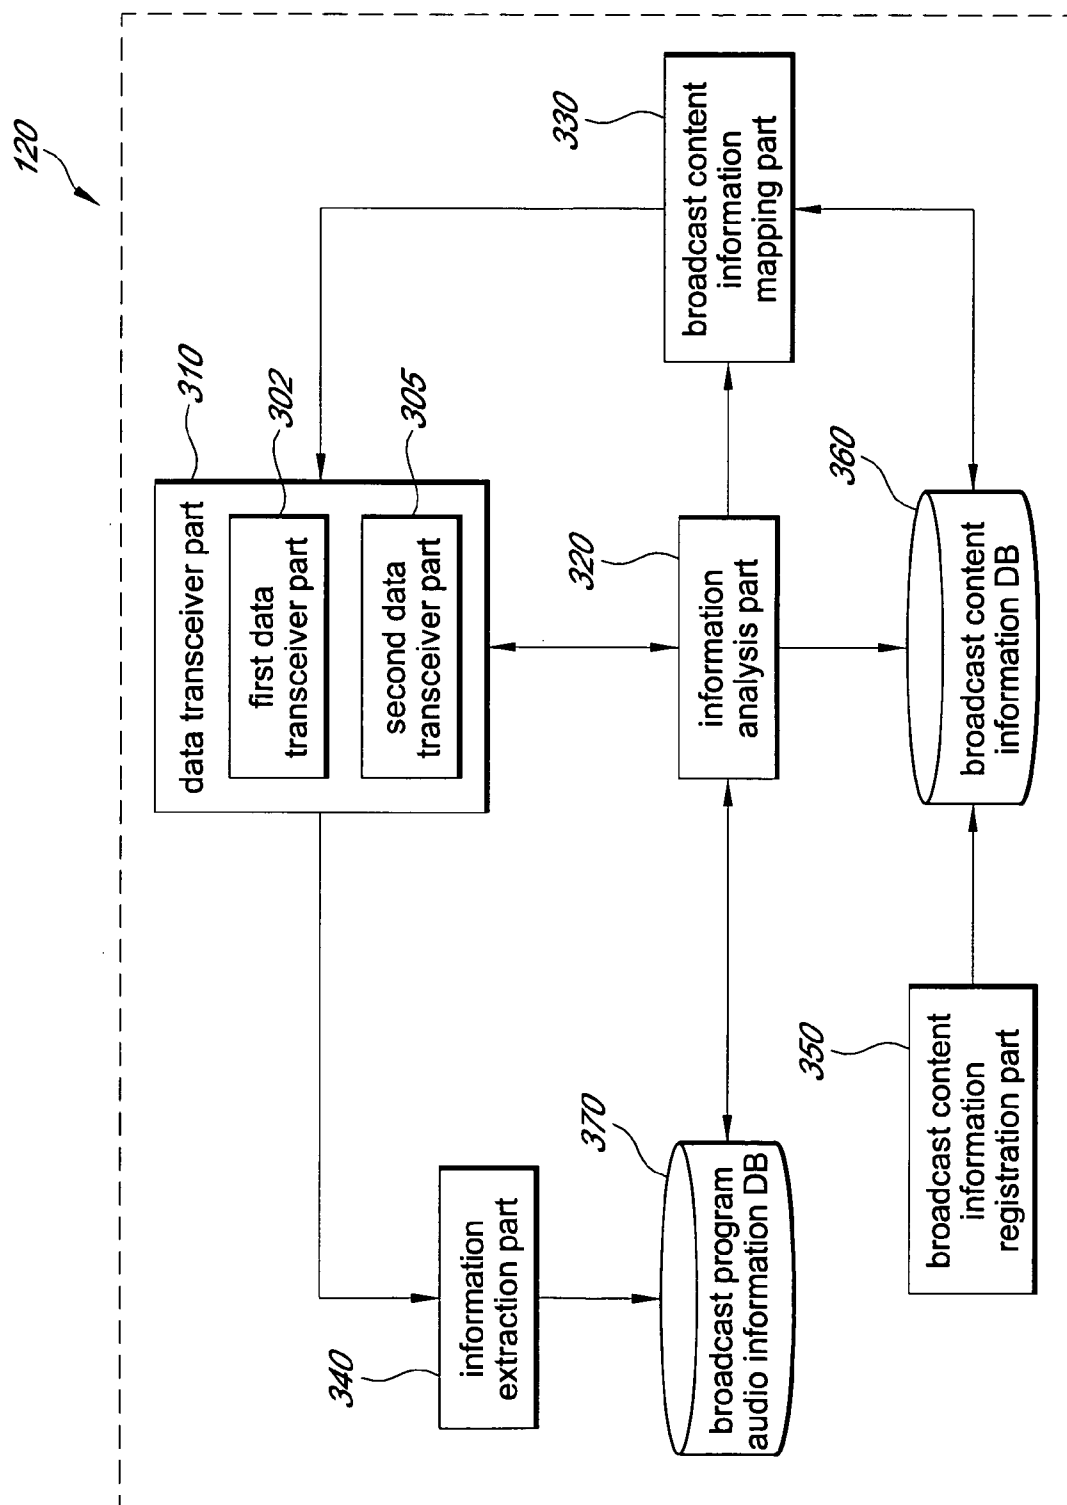 120
310
data transceiver part
302
first data
transceiver part
305
second data
transceiver part
340
information
extraction part
320
information
analysis part
330
broadcast content
information
mapping part
370
broadcast program
audio information DB
350
broadcast content
information
registration part
360
broadcast content
information DB